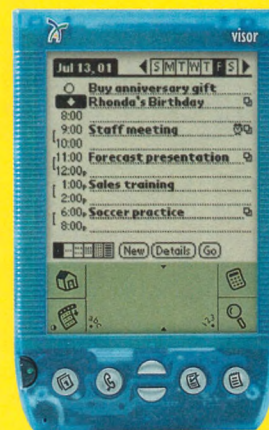 visor
Jul 13, 01 S M T W T F S
Buy anniversary gift
Rhonda's Birthday
8:00
9:00 Staff meeting
10:00
11:00 Forecast presentation
12:00
1:00 Sales training
2:00
6:00 Soccer practice
8:00
New Details Go